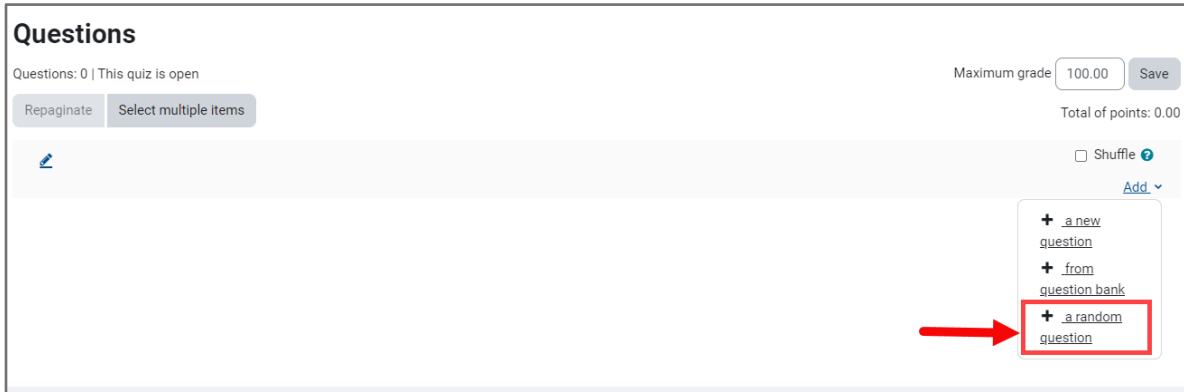 Questions
Questions: 0 | This quiz is open
Maximum grade 100.00 Save
Repaginate Select multiple items
Total of points: 0.00
Shuffle ?
Add
+ a new
question
+ from
question bank
+ a random
question